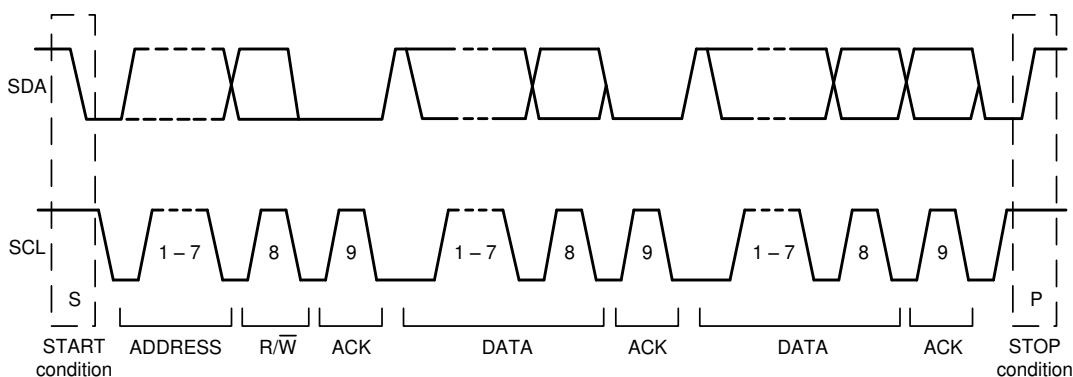 SDA
SCL
1 – 7
8
9
1 – 7
8
9
1 – 7
8
9
S
P
START
condition
ADDRESS
R/W̅
ACK
DATA
ACK
DATA
ACK
STOP
condition